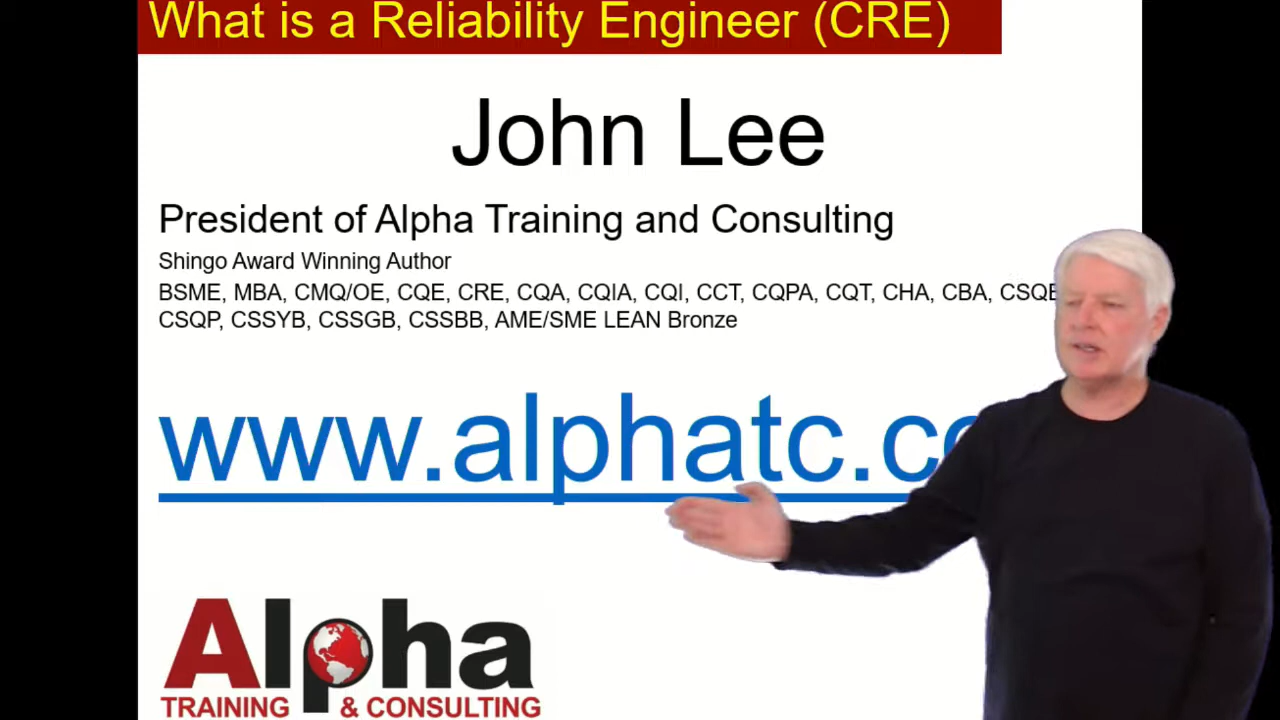 What is a Reliability Engineer (CRE)
John Lee
President of Alpha Training and Consulting
Shingo Award Winning Author
BSME, MBA, CMQ/OE, CQE, CRE, CQA, CQIA, CQI, CCT, CQPA, CQT, CHA, CBA,
CSQP, CSSYB, CSSGB, CSSBB, AME/SME LEAN Bronze
www.alphatc.c
Alpha
TRAINING & CONSULTING